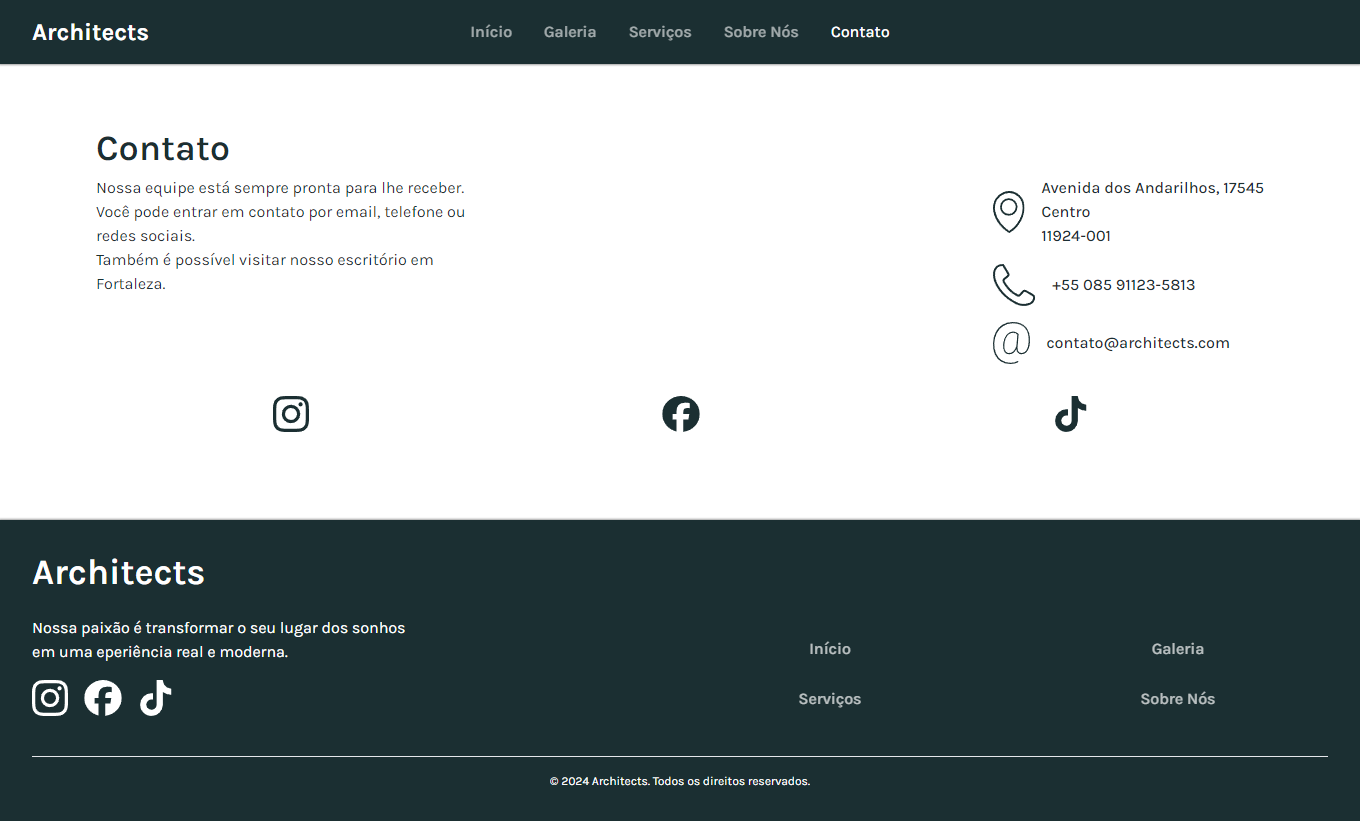 Architects
Início Galeria Serviços Sobre Nós Contato
Contato
Nossa equipe está sempre pronta para lhe receber.
Você pode entrar em contato por email, telefone ou
redes sociais.
Também é possível visitar nosso escritório em
Fortaleza.
Avenida dos Andarilhos, 17545
Centro
11924-001
+55 085 91123-5813
contato@architects.com
Architects
Nossa paixão é transformar o seu lugar dos sonhos
em uma eperiência real e moderna.
Início Galeria
Serviços Sobre Nós
© 2024 Architects. Todos os direitos reservados.